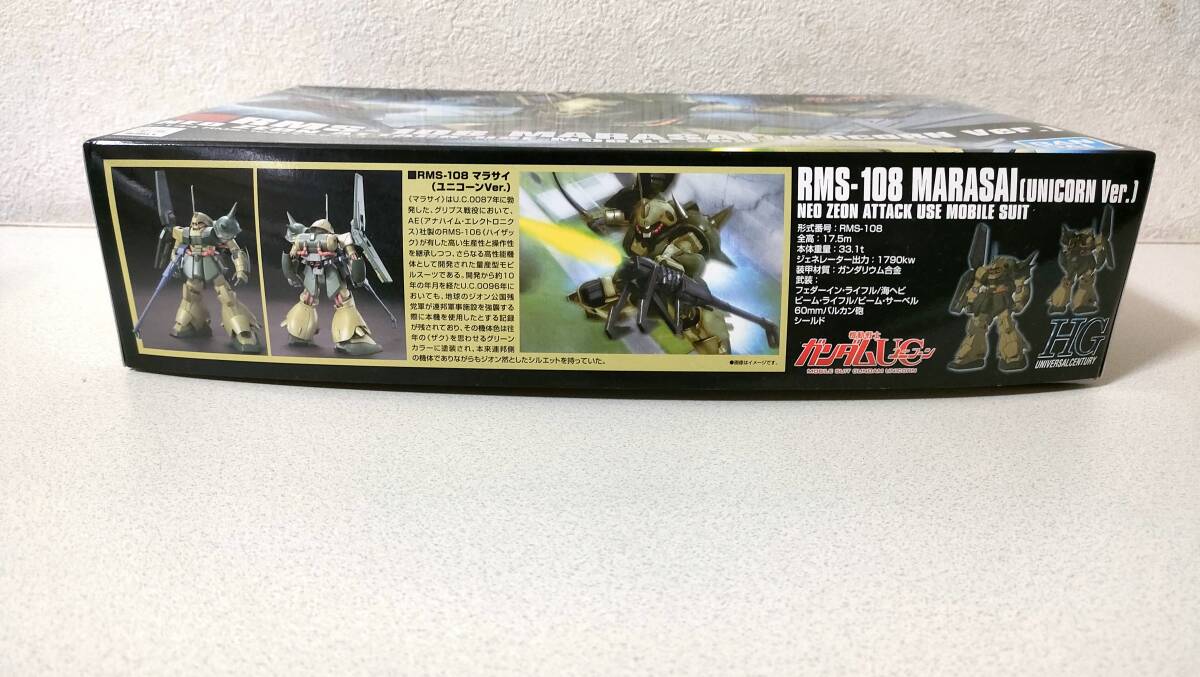 RMS-108 MARASAI (UNICORN Ver.)
BAN
■RMS-108 マラサイ
(ユニコーンVer.)
〈マラサイ〉はU.C.0087年に勃
発した、グリプス戦役において、
AE(アナハイム・エレクトロニク
ス)社製のRMS-106〈ハイザッ
ク〉が有した高い生産性と操作性
を継承しつつ、さらなる高性能機
体として開発された量産型モビ
ルスーツである。開発から約10
年の年月を経たU.C.0096年に
おいても、地球のジオン公国残
党軍が連邦軍事施設を強襲する
際に本機を使用したとする記録
が残されており、その機体色は往
年の〈ザク〉を思わせるグリーン
カラーに塗装され、本来連邦側
の機体でありながらもジオン然としたシルエットを持っていた。
●画像はイメージです。
RMS-108 MARASAI (UNICORN Ver.)
NEO ZEON ATTACK USE MOBILE SUIT
形式番号：RMS-108
全高：17.5m
本体重量：33.1t
ジェネレーター出力：1790kw
装甲材質：ガンダリウム合金
武装：
フェダーイン・ライフル/海ヘビ
ビーム・ライフル/ビーム・サーベル
60mmバルカン砲
シールド
機動戦士
ガンダムUC
ユニコーン
MOBILE SUIT GUNDAM UNICORN
HG
UNIVERSAL CENTURY